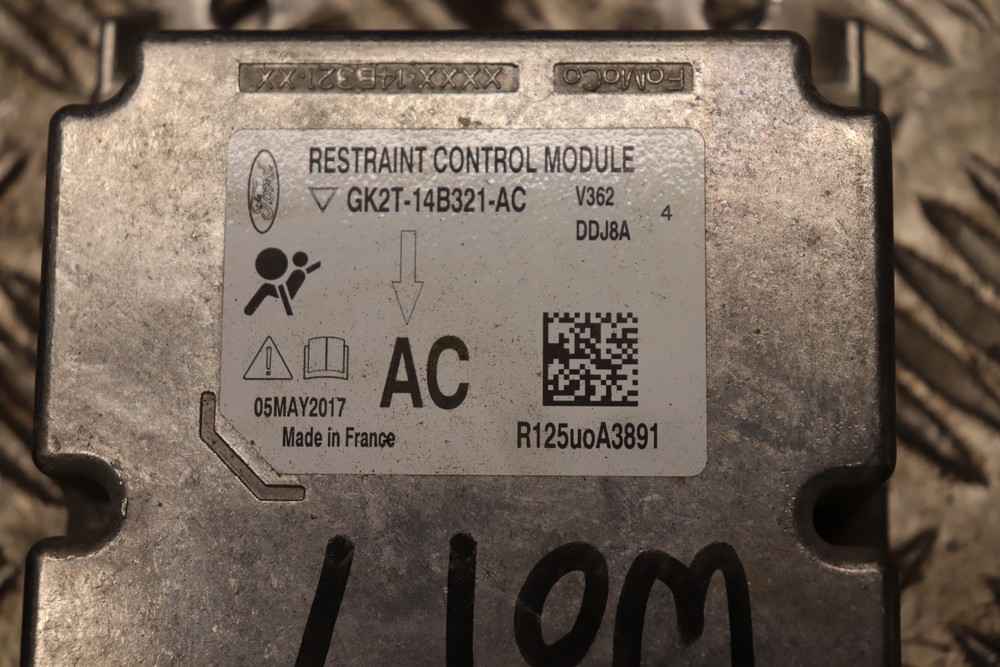 XXXX-14B321-XX
FoMoCo
Ford
RESTRAINT CONTROL MODULE
GK2T-14B321-AC
V362
4
DDJ8A
AC
05MAY2017
Made in France
R125uoA3891